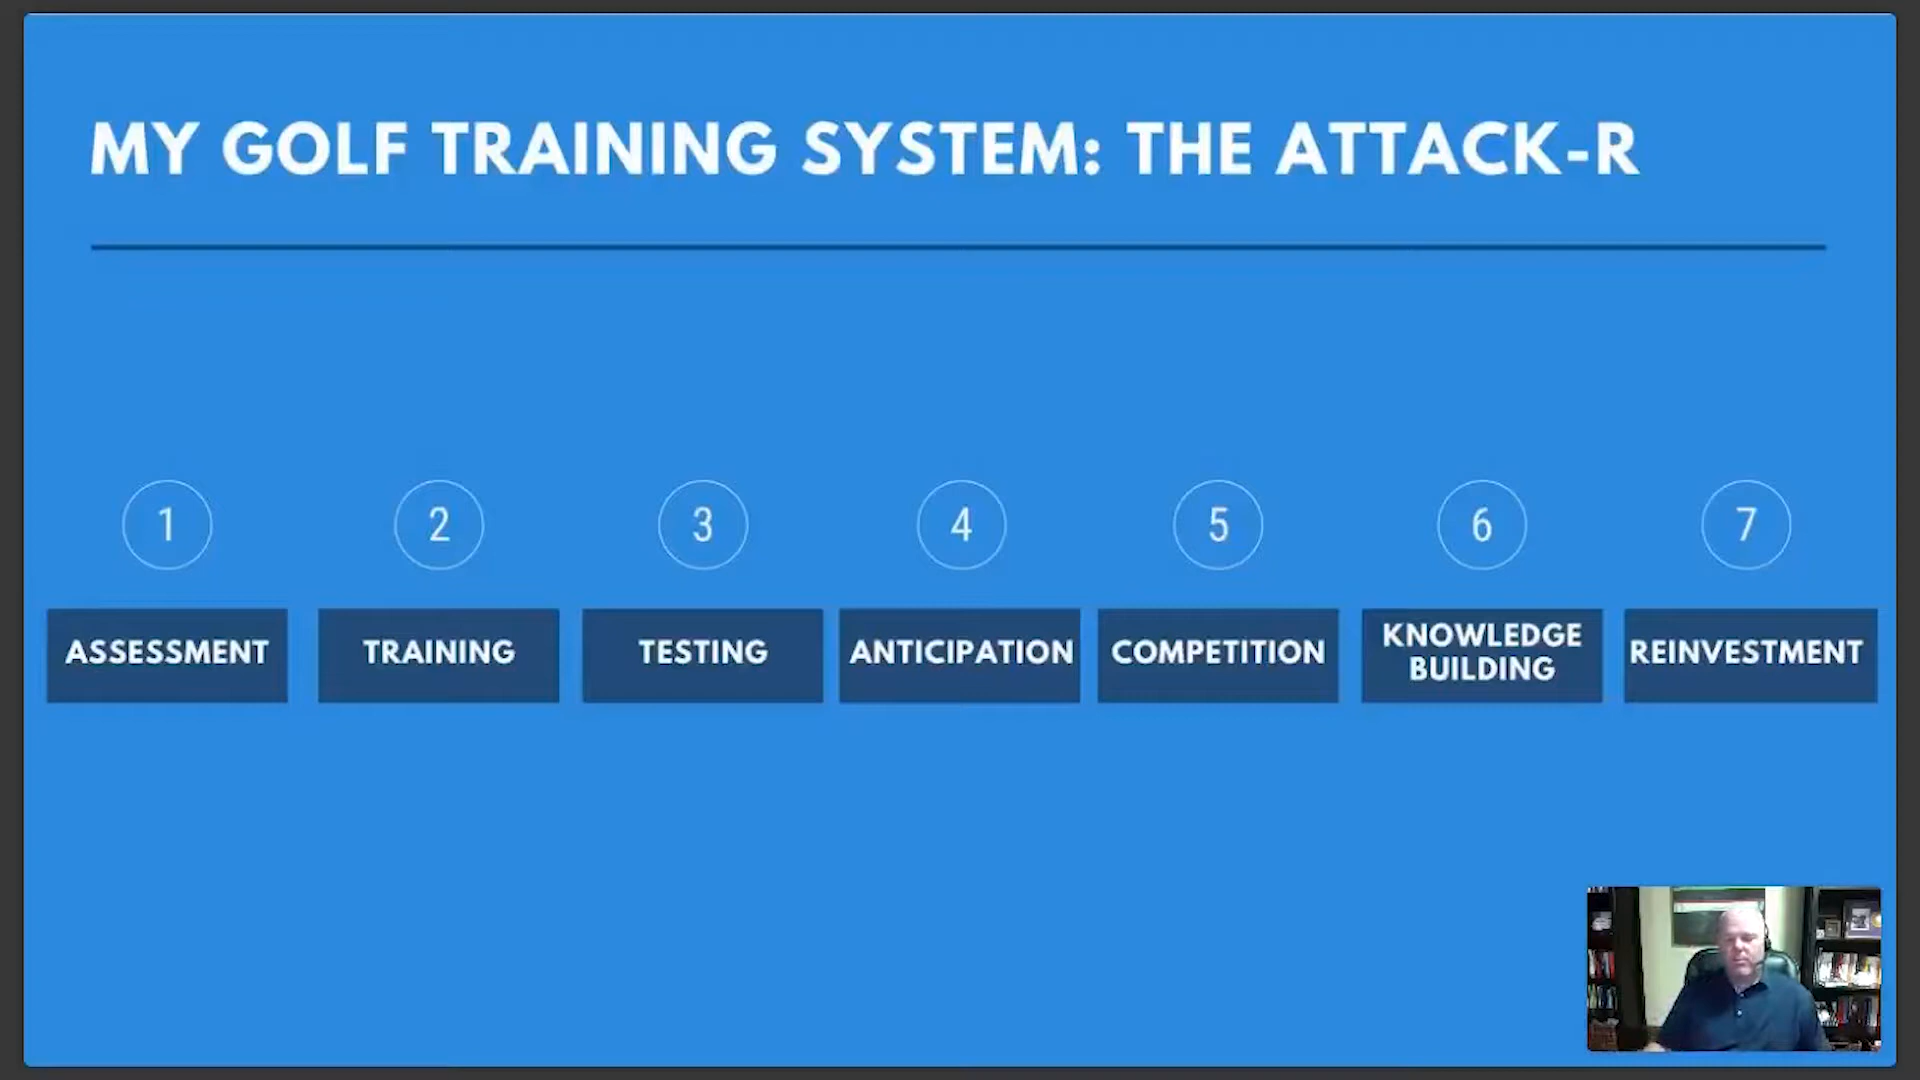 MY GOLF TRAINING SYSTEM: THE ATTACK-R
1
2
3
4
5
6
7
ASSESSMENT
TRAINING
TESTING
ANTICIPATION
COMPETITION
KNOWLEDGE
BUILDING
REINVESTMENT